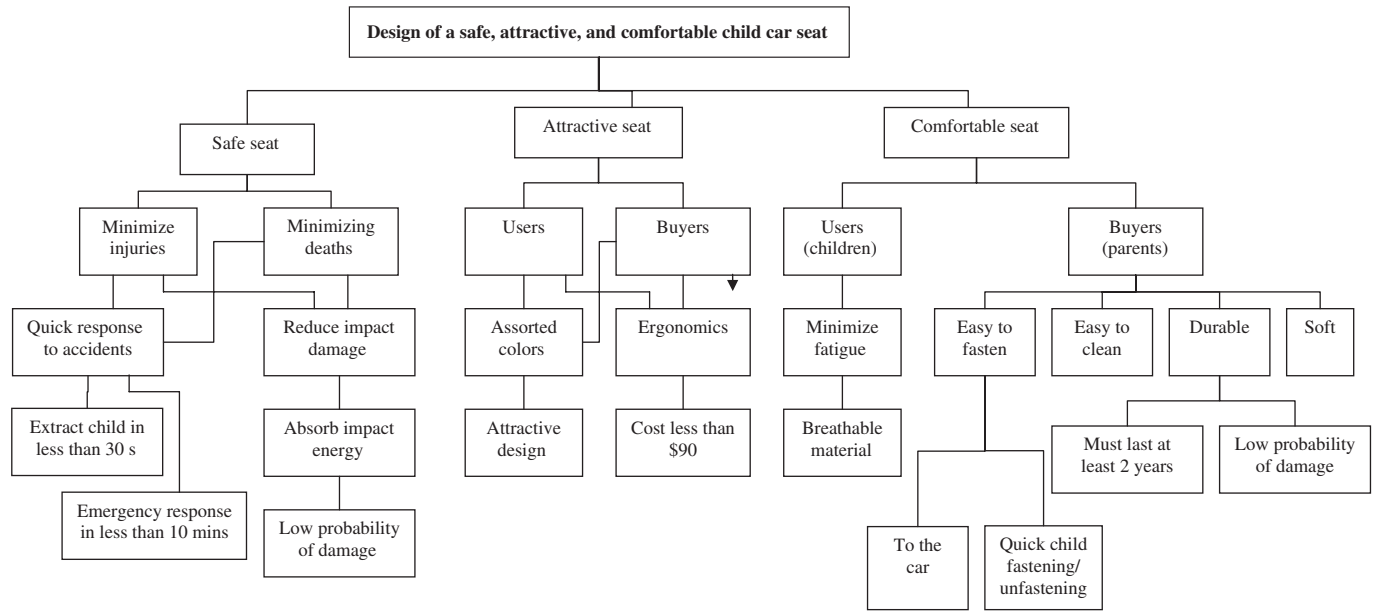 Design of a safe, attractive, and comfortable child car seat
Safe seat
Attractive seat
Comfortable seat
Minimize
injuries
Minimizing
deaths
Users
Buyers
Users
(children)
Buyers
(parents)
Quick response
to accidents
Reduce impact
damage
Assorted
colors
Ergonomics
Minimize
fatigue
Easy to
fasten
Easy to
clean
Durable
Soft
Extract child in
less than 30 s
Absorb impact
energy
Attractive
design
Cost less than
$90
Breathable
material
Must last at
least 2 years
Low probability
of damage
Emergency response
in less than 10 mins
Low probability
of damage
To the
car
Quick child
fastening/
unfastening